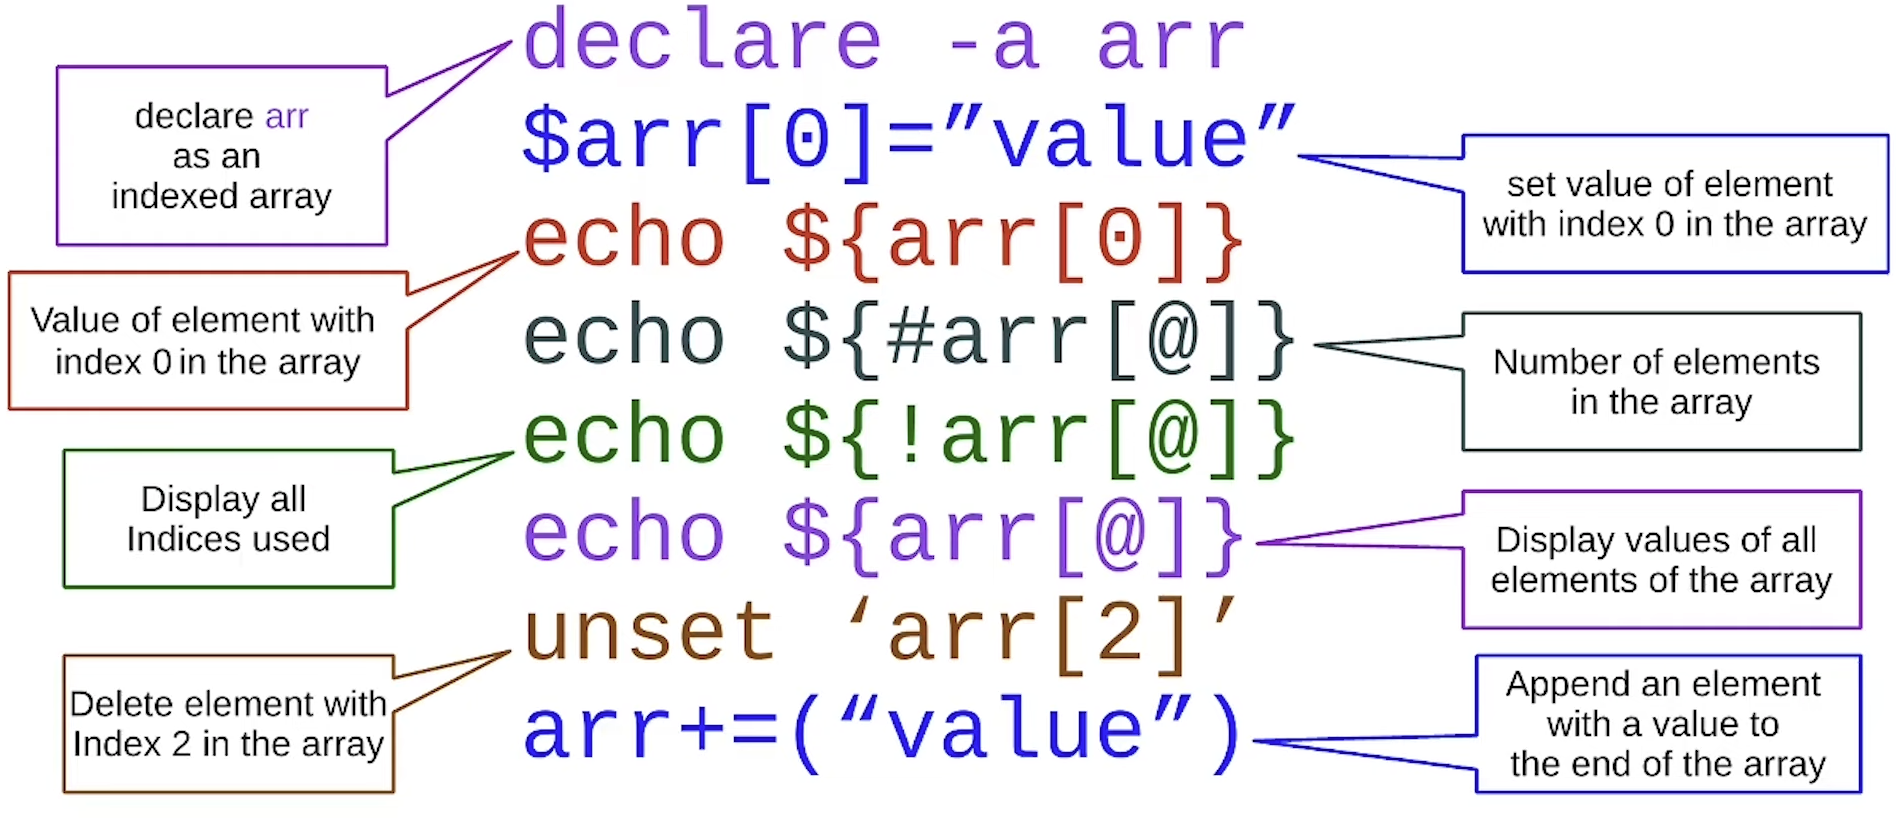 declare -a arr
declare arr
as an
indexed array
$arr[0]=”value”
set value of element
with index 0 in the array
echo ${arr[0]}
Value of element with
index 0 in the array
echo ${#arr[@]}
Number of elements
in the array
echo ${!arr[@]}
Display all
Indices used
echo ${arr[@]}
Display values of all
elements of the array
unset ‘arr[2]’
Delete element with
Index 2 in the array
arr+=(“value”)
Append an element
with a value to
the end of the array